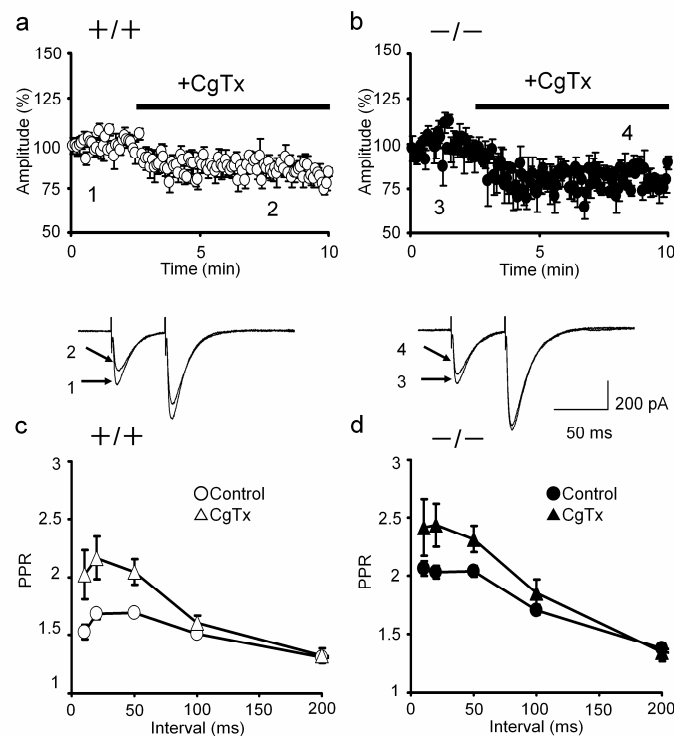 a
+/+
b
−/−
150
125
100
75
50
Amplitude (%)
+CgTx
1
2
0
5
10
Time (min)
150
125
100
75
50
Amplitude (%)
+CgTx
3
4
0
5
10
Time (min)
2
1
4
3
200 pA
50 ms
c
+/+
d
−/−
3
2.5
2
1.5
1
PPR
Control
CgTx
0
50
100
150
200
Interval (ms)
3
2.5
2
1.5
1
PPR
Control
CgTx
0
50
100
150
200
Interval (ms)